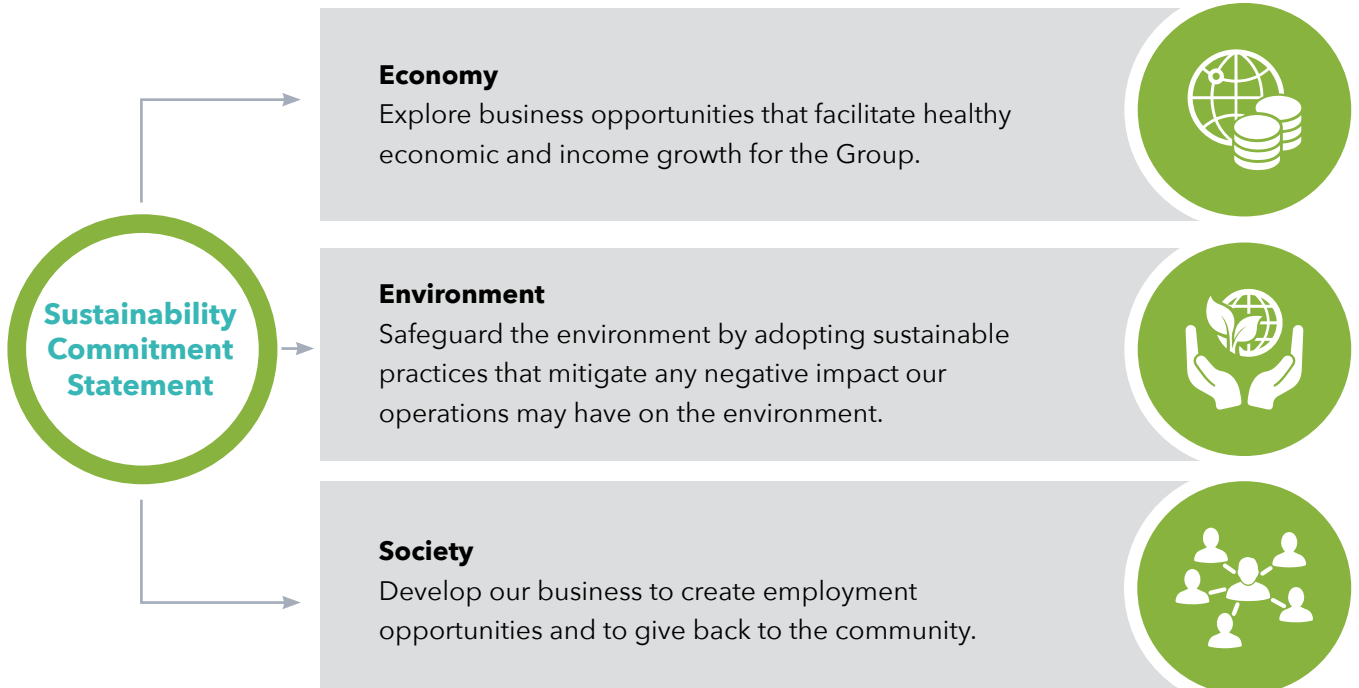 Sustainability
Commitment
Statement
Economy
Explore business opportunities that facilitate healthy
economic and income growth for the Group.
Environment
Safeguard the environment by adopting sustainable
practices that mitigate any negative impact our
operations may have on the environment.
Society
Develop our business to create employment
opportunities and to give back to the community.